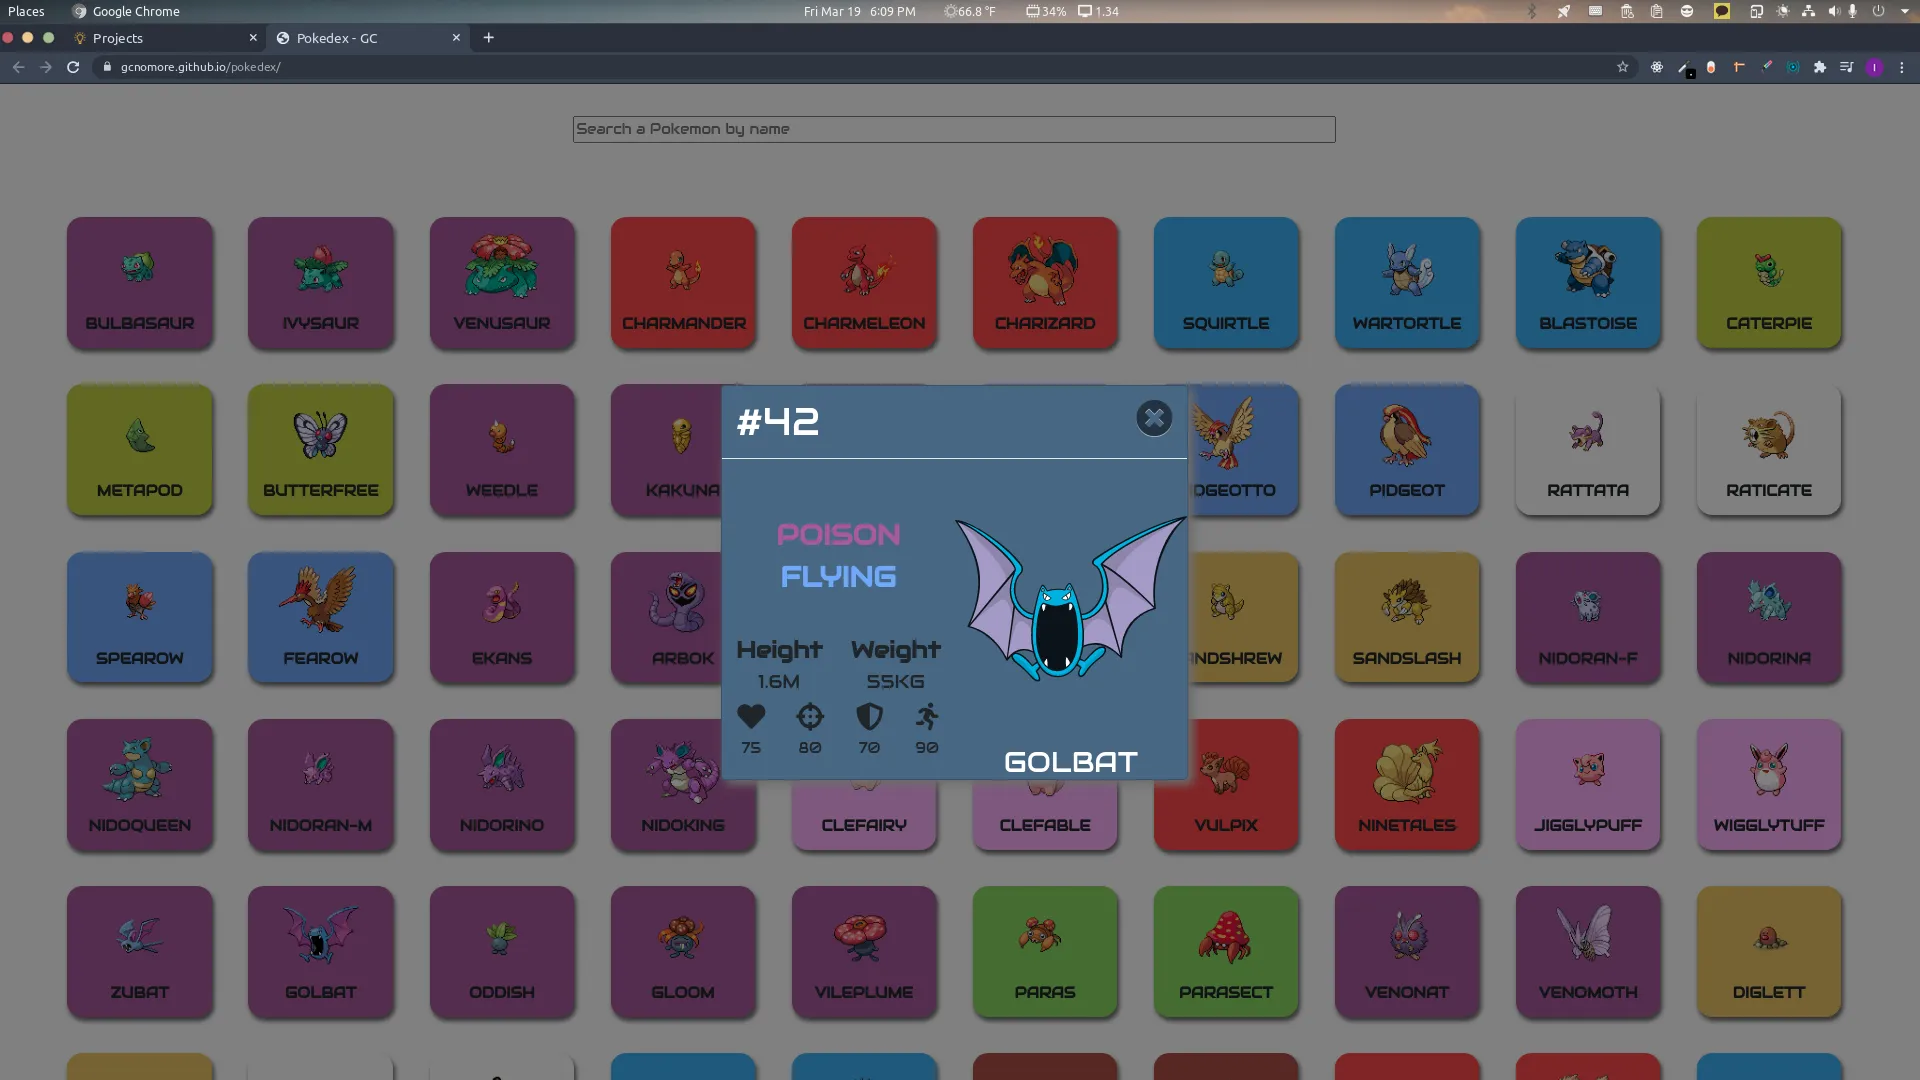 Places Google Chrome Fri Mar 19 6:09 PM 66.8 °F 34% 1.34
Projects Pokedex - GC
gcnomore.github.io/pokedex/
Search a Pokemon by name
BULBASAUR IVYSAUR VENUSAUR CHARMANDER CHARMELEON CHARIZARD SQUIRTLE WARTORTLE BLASTOISE CATERPIE
METAPOD BUTTERFREE WEEDLE KAKUNA DGEOTTO PIDGEOT RATTATA RATICATE
#42
POISON
FLYING
Height Weight
1.6M 55KG
75 80 70 90
GOLBAT
SPEAROW FEAROW EKANS ARBOK NDSHREW SANDSLASH NIDORAN-F NIDORINA
NIDOQUEEN NIDORAN-M NIDORINO NIDOKING CLEFAIRY CLEFABLE VULPIX NINETALES JIGGLYPUFF WIGGLYTUFF
ZUBAT GOLBAT ODDISH GLOOM VILEPLUME PARAS PARASECT VENONAT VENOMOTH DIGLETT